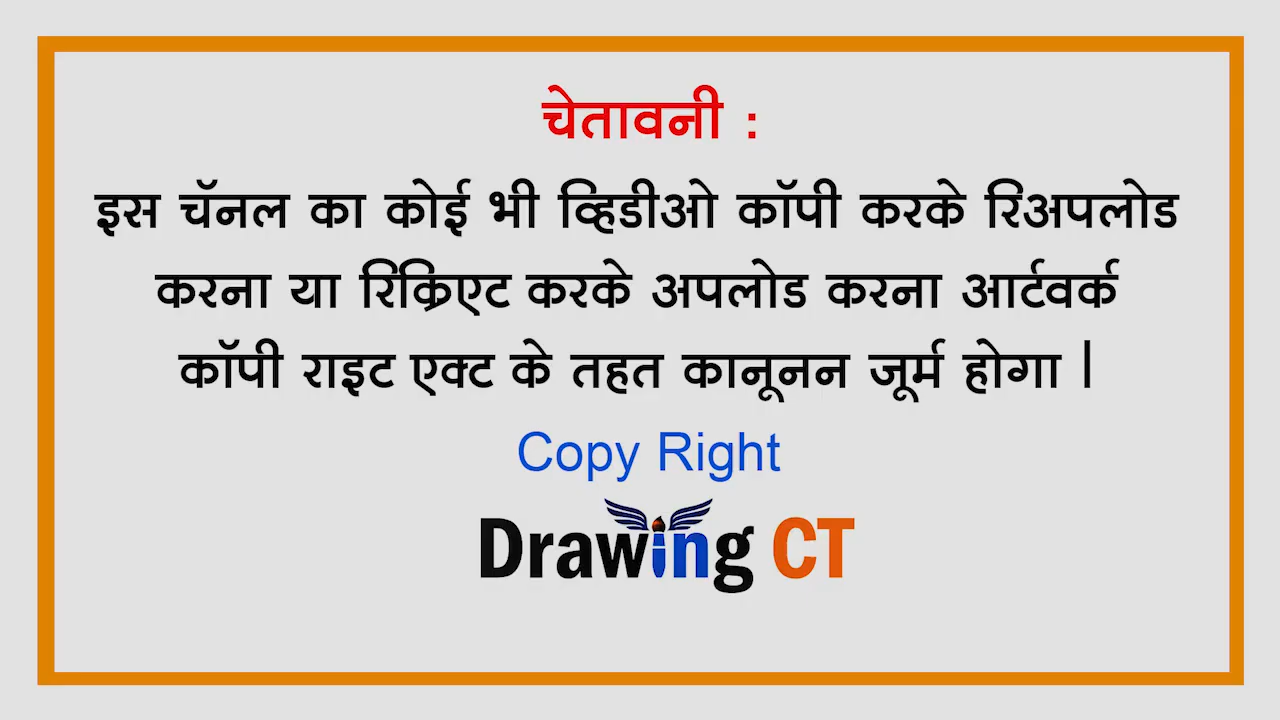 चेतावनी :
इस चॅनल का कोई भी व्हिडीओ कॉपी करके रिअपलोड
करना या रिक्रिएट करके अपलोड करना आर्टवर्क
कॉपी राइट एक्ट के तहत कानूनन जूर्म होगा |
Copy Right
Drawing CT